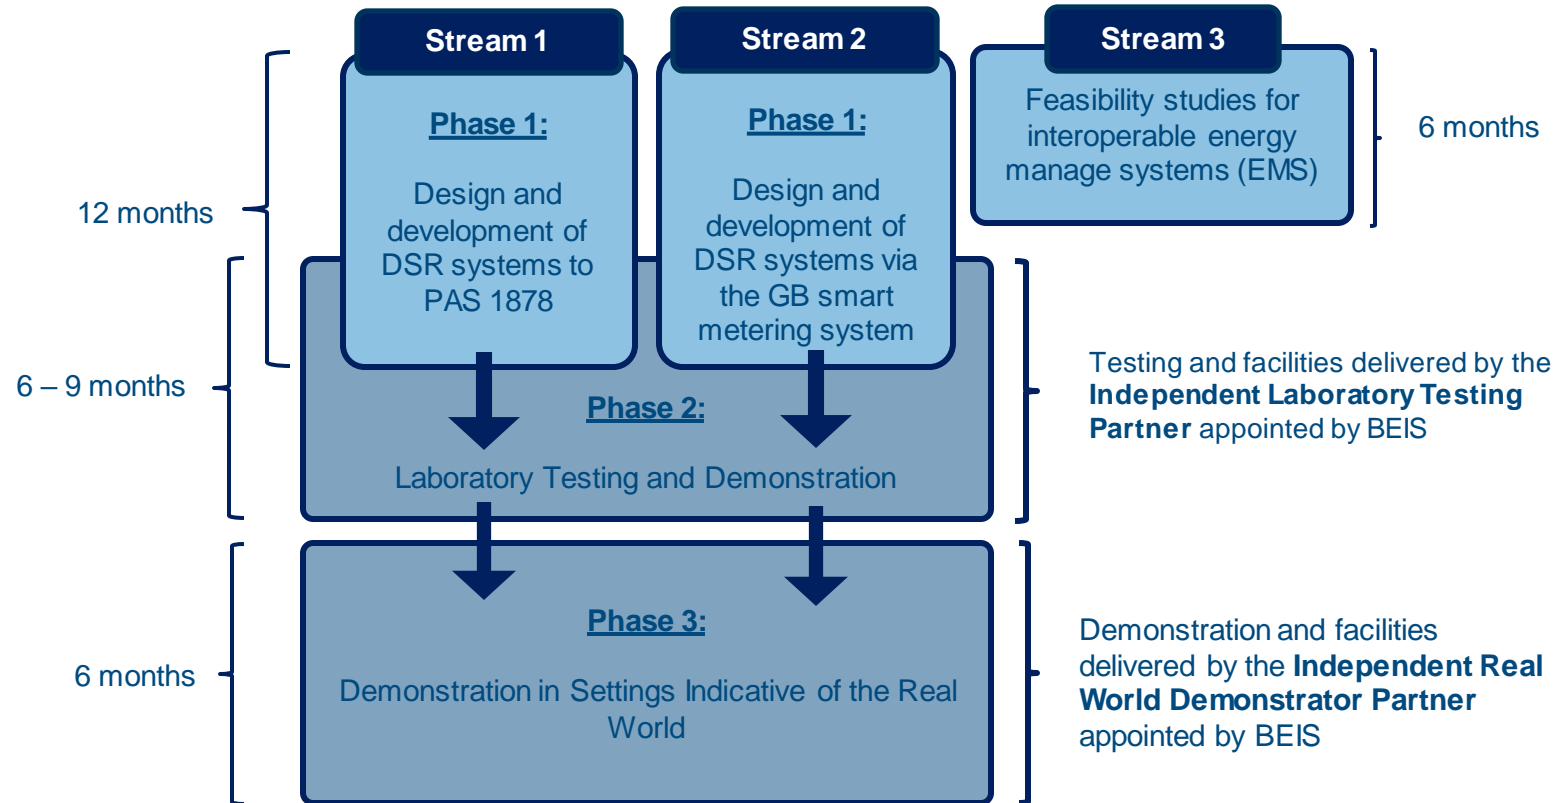 Stream 1
Stream 2
Stream 3
Phase 1:
Design and
development of
DSR systems to
PAS 1878
Phase 1:
Design and
development of
DSR systems via
the GB smart
metering system
Feasibility studies for
interoperable energy
manage systems (EMS)
6 months
12 months
6 – 9 months
Phase 2:
Laboratory Testing and Demonstration
Testing and facilities delivered by the
Independent Laboratory Testing
Partner appointed by BEIS
6 months
Phase 3:
Demonstration in Settings Indicative of the Real
World
Demonstration and facilities
delivered by the Independent Real
World Demonstrator Partner
appointed by BEIS